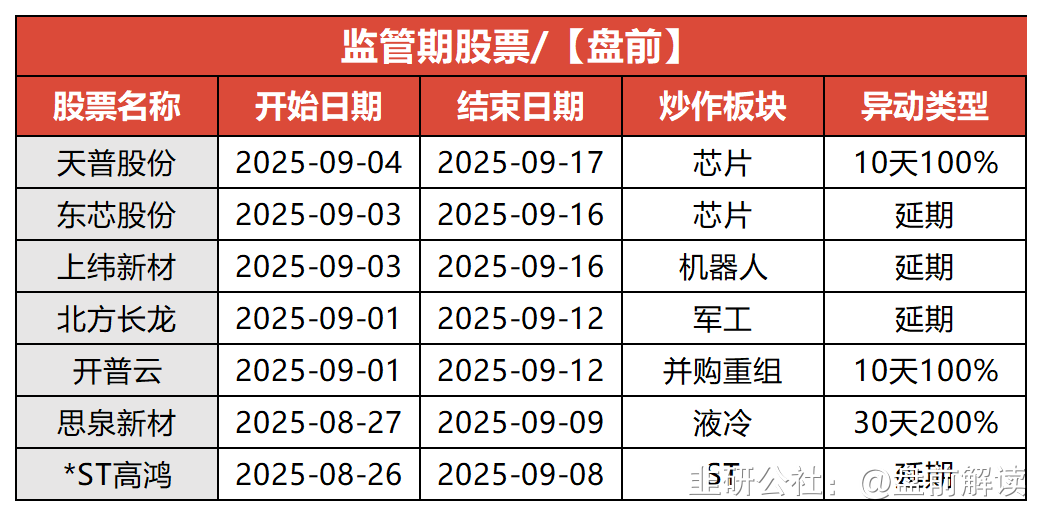 监管期股票/【盘前】
股票名称 开始日期 结束日期 炒作板块 异动类型
天普股份 2025-09-04 2025-09-17 芯片 10天100%
东芯股份 2025-09-03 2025-09-16 芯片 延期
上纬新材 2025-09-03 2025-09-16 机器人 延期
北方长龙 2025-09-01 2025-09-12 军工 延期
开普云 2025-09-01 2025-09-12 并购重组 10天100%
思泉新材 2025-08-27 2025-09-09 液冷 30天200%
*ST高鸿 2025-08-26 2025-09-08 ST 延期
韭研公社：@盘前解读